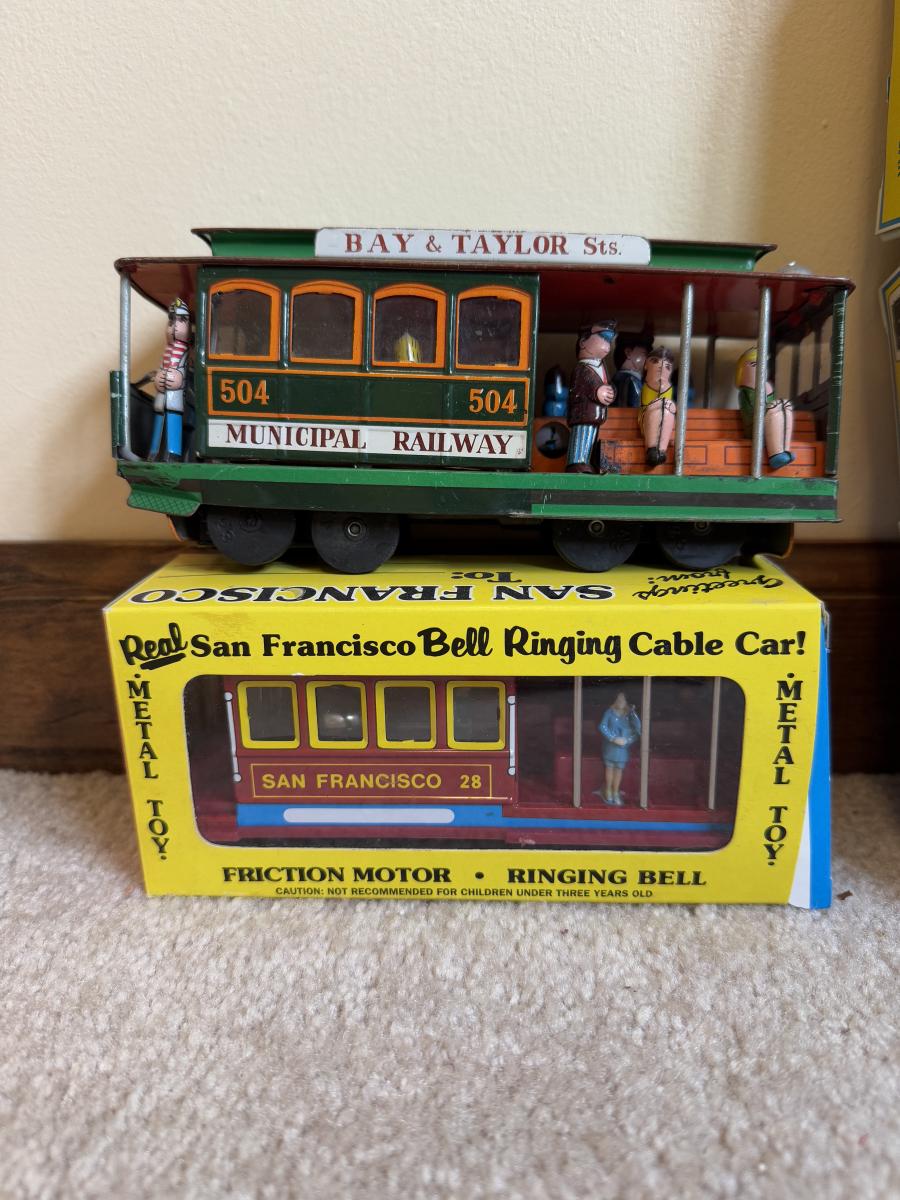 BAY & TAYLOR Sts.
504 504
MUNICIPAL RAILWAY
Greetings from:
SAN FRANCISCO
To:
Real San Francisco Bell Ringing Cable Car!
•METAL TOY•
•METAL TOY•
SAN FRANCISCO 28
FRICTION MOTOR • RINGING BELL
CAUTION: NOT RECOMMENDED FOR CHILDREN UNDER THREE YEARS OLD